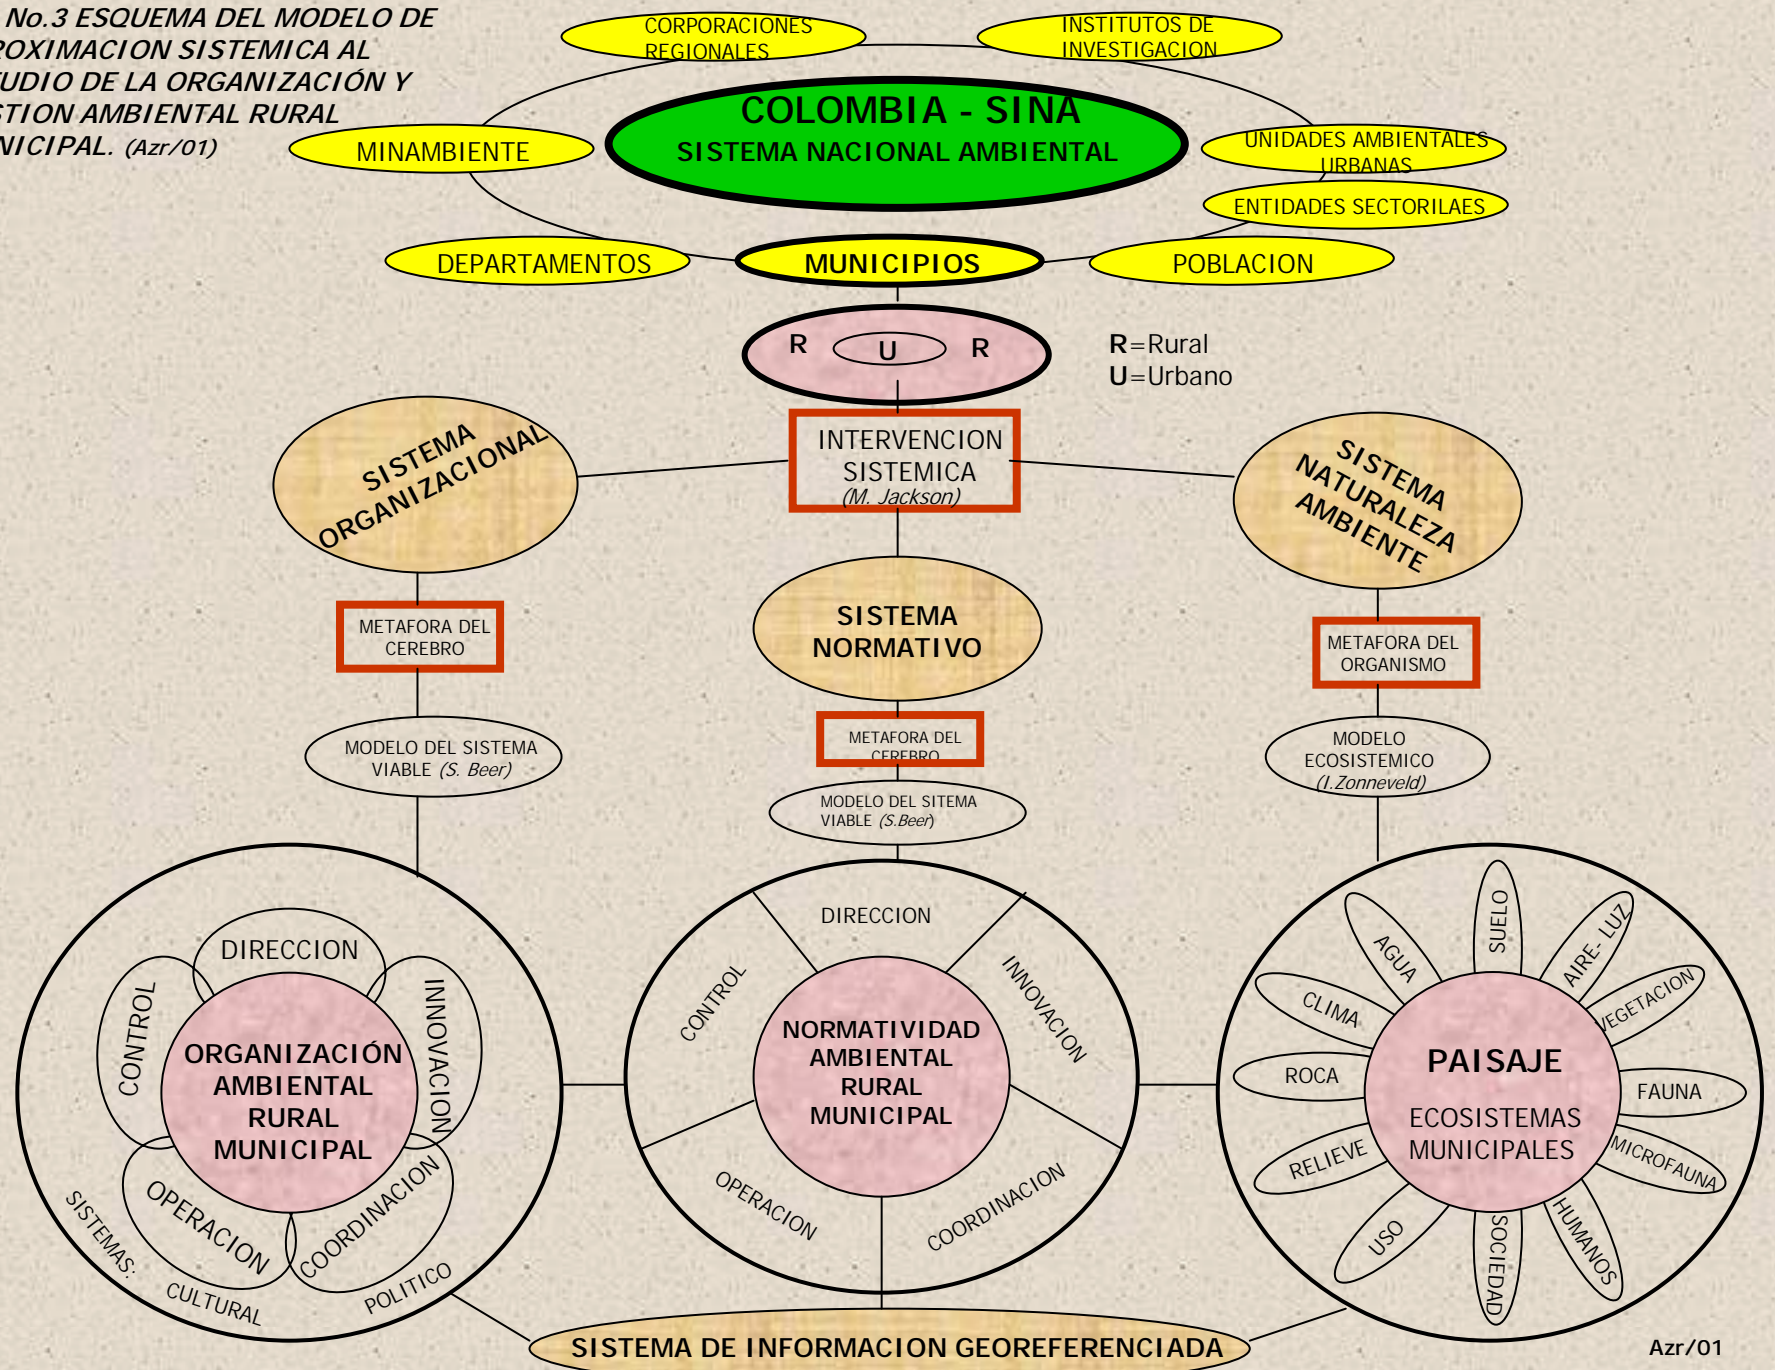 No.3 ESQUEMA DEL MODELO DE
ROXIMACION SISTEMICA AL
UDIO DE LA ORGANIZACIÓN Y
STION AMBIENTAL RURAL
NICIPAL. (Azr/01)
CORPORACIONES
REGIONALES
INSTITUTOS DE
INVESTIGACION
COLOMBIA - SINA
SISTEMA NACIONAL AMBIENTAL
MINAMBIENTE
UNIDADES AMBIENTALES
URBANAS
ENTIDADES SECTORILAES
DEPARTAMENTOS
MUNICIPIOS
POBLACION
R U R
R=Rural
U=Urbano
SISTEMA
ORGANIZACIONAL
INTERVENCION
SISTEMICA
(M. Jackson)
SISTEMA
NATURALEZA
AMBIENTE
METAFORA DEL
CEREBRO
SISTEMA
NORMATIVO
METAFORA DEL
ORGANISMO
MODELO DEL SISTEMA
VIABLE (S. Beer)
METAFORA DEL
CEREBRO
MODELO
ECOSISTEMICO
(I.Zonneveld)
MODELO DEL SITEMA
VIABLE (S.Beer)
DIRECCION
CONTROL
INNOVACION
ORGANIZACIÓN
AMBIENTAL
RURAL
MUNICIPAL
OPERACION
COORDINACION
SISTEMAS:
CULTURAL
POLITICO
DIRECCION
CONTROL
INNOVACION
NORMATIVIDAD
AMBIENTAL
RURAL
MUNICIPAL
OPERACION
COORDINACION
SUELO
AGUA
AIRE- LUZ
CLIMA
VEGETACION
ROCA
PAISAJE
ECOSISTEMAS
MUNICIPALES
FAUNA
RELIEVE
MICROFAUNA
USO
SOCIEDAD
HUMANOS
SISTEMA DE INFORMACION GEOREFERENCIADA
Azr/01